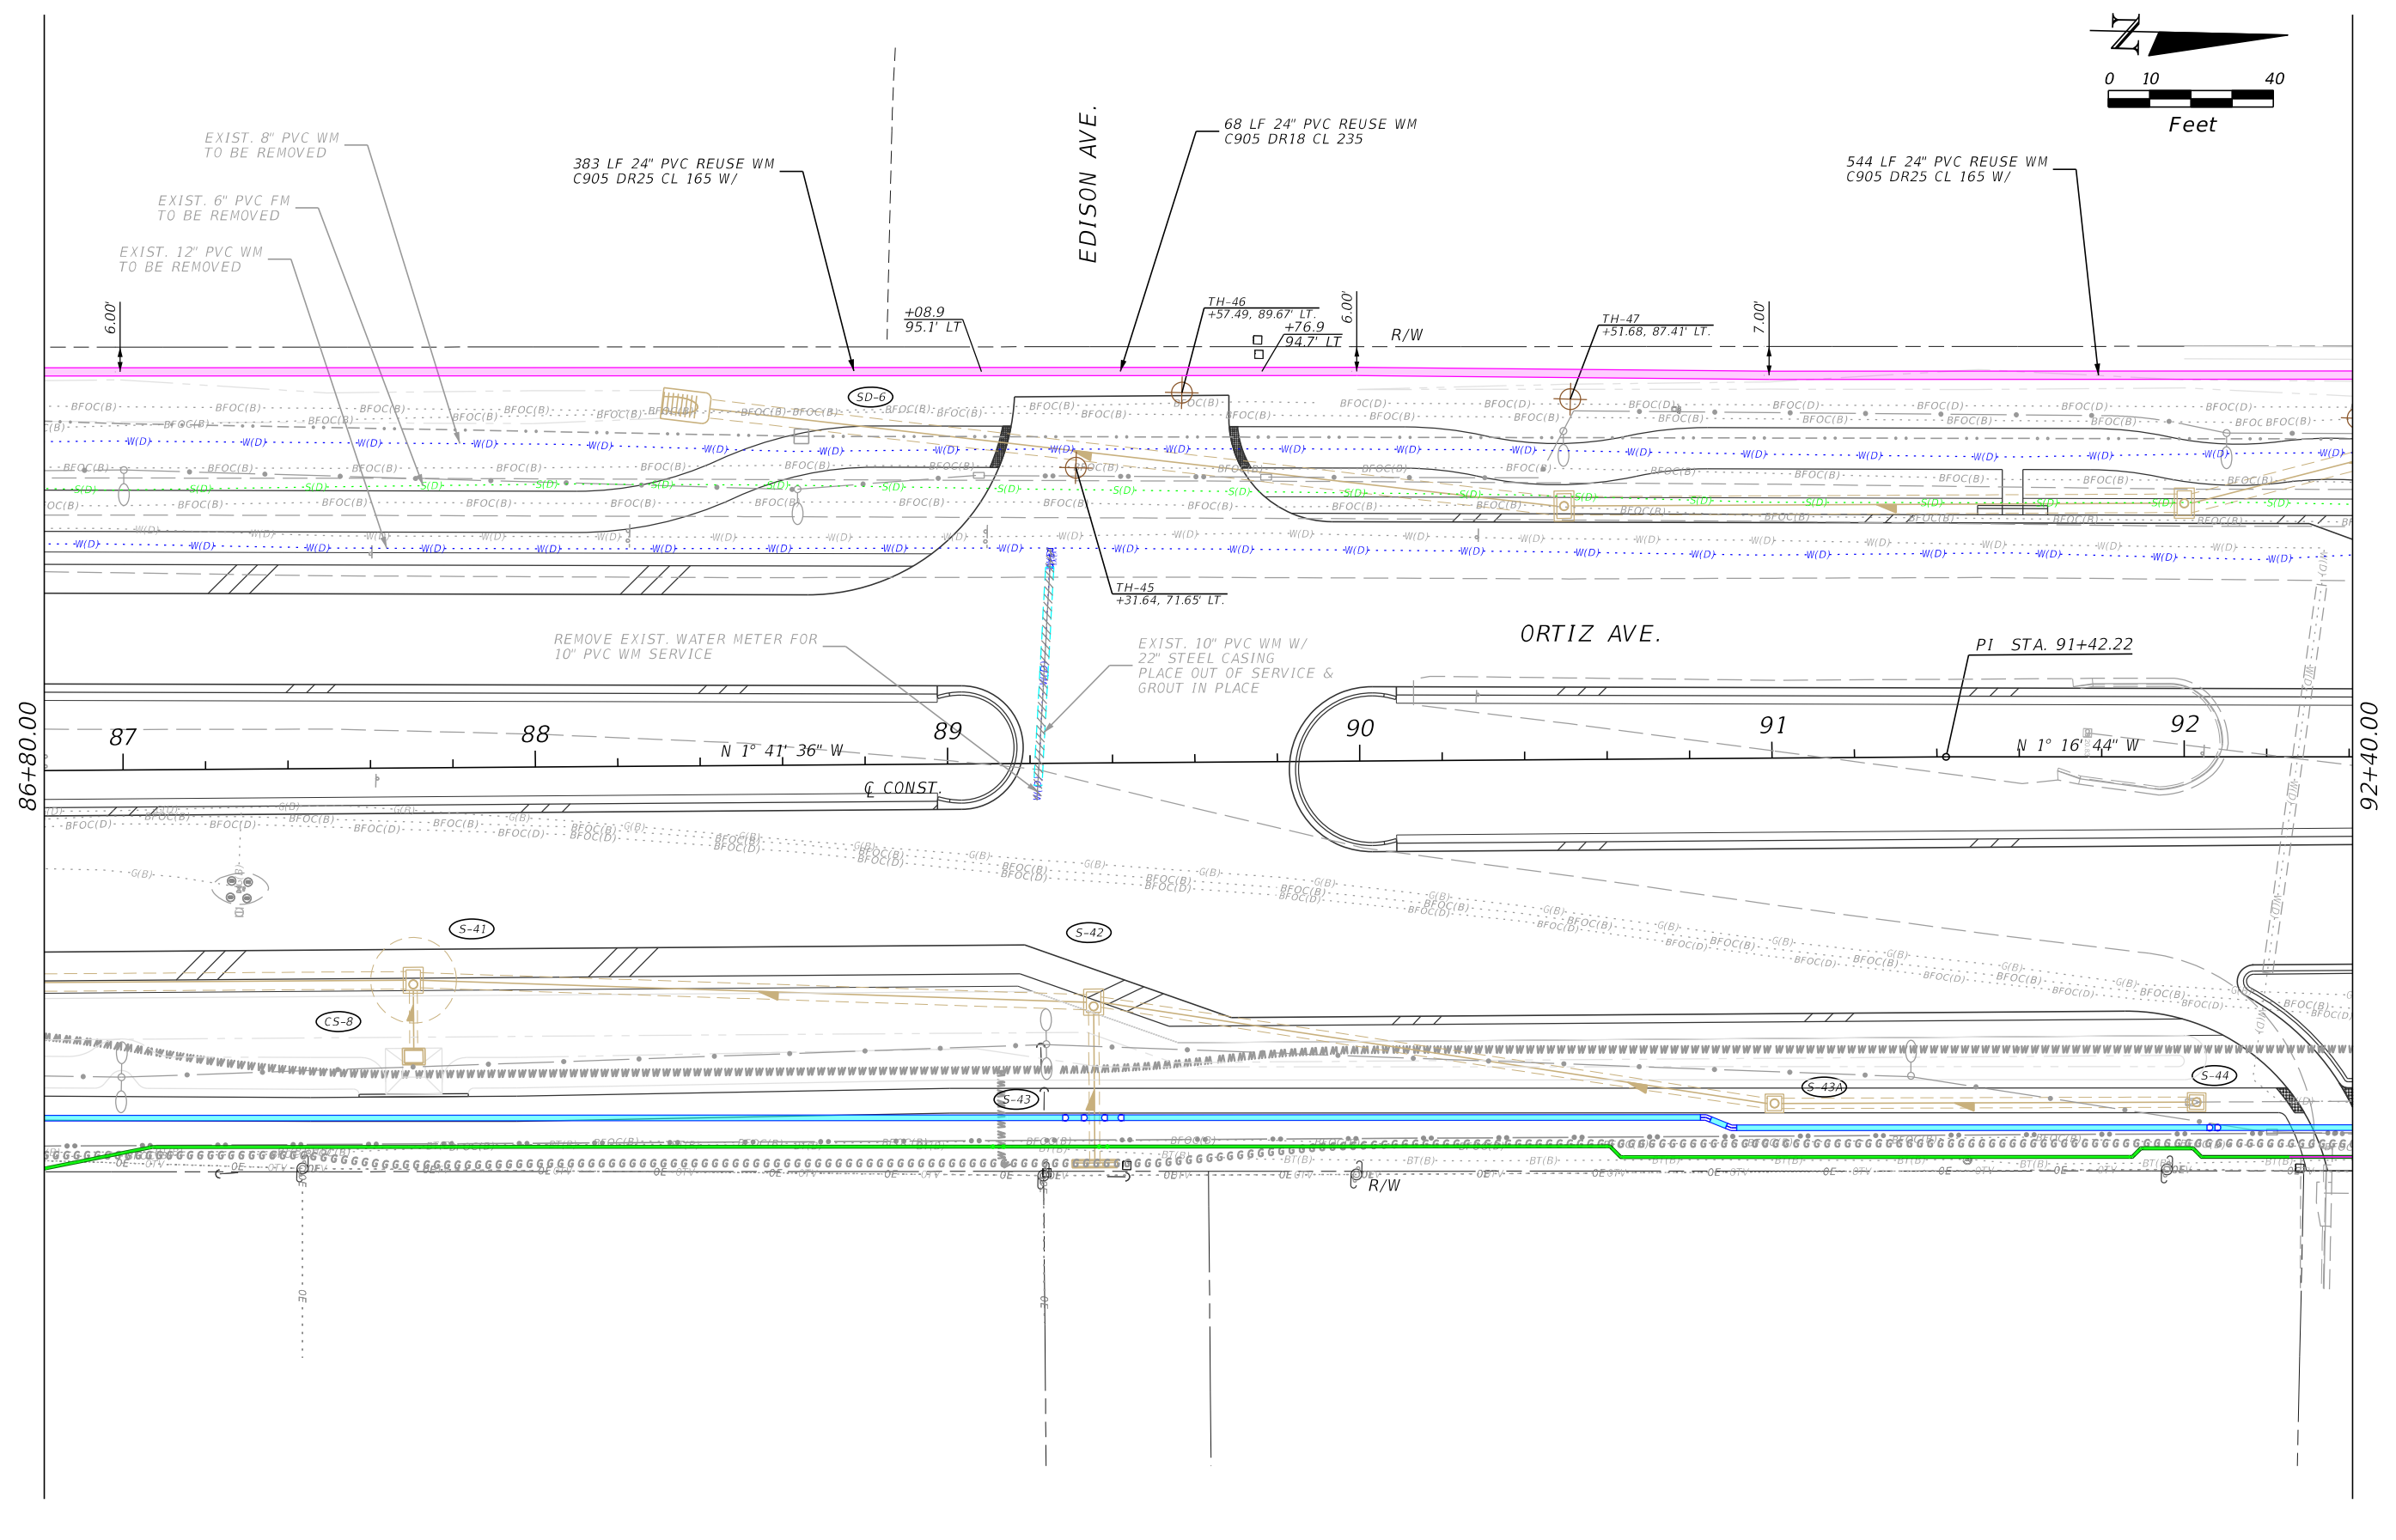 N
0 10 40
Feet
EDISON AVE.
EXIST. 8" PVC WM
TO BE REMOVED
EXIST. 6" PVC FM
TO BE REMOVED
EXIST. 12" PVC WM
TO BE REMOVED
383 LF 24" PVC REUSE WM
C905 DR25 CL 165 W/
68 LF 24" PVC REUSE WM
C905 DR18 CL 235
544 LF 24" PVC REUSE WM
C905 DR25 CL 165 W/
6.00'
+08.9
95.1' LT
TH-46
+57.49, 89.67' LT.
+76.9
94.7' LT
6.00'
R/W
TH-47
+51.68, 87.41' LT.
7.00'
SD-6
BFOC(B)
BFOC(D)
W(D)
S(D)
TH-45
+31.64, 71.65' LT.
REMOVE EXIST. WATER METER FOR
10" PVC WM SERVICE
EXIST. 10" PVC WM W/
22" STEEL CASING
PLACE OUT OF SERVICE &
GROUT IN PLACE
ORTIZ AVE.
PI STA. 91+42.22
86+80.00
87 88 89 90 91 92
N 1° 41' 36" W
N 1° 16' 44" W
92+40.00
℄ CONST.
G(B)
BFOC(B)
BFOC(D)
S-41
S-42
CS-8
S-43
S-43A
S-44
BT(B)
OE
OTV
R/W